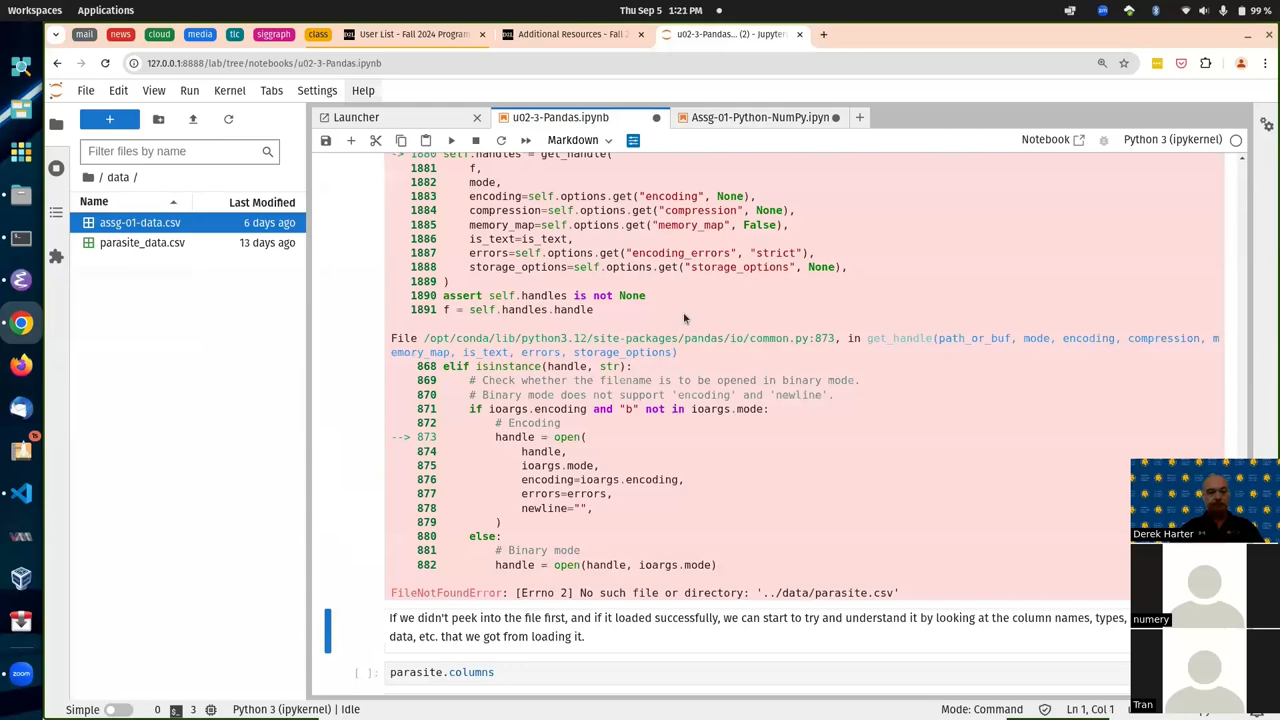 Workspaces Applications Thu Sep 5 1:21 PM 99 %
mail news cloud media tlc siggraph class User List - Fall 2024 Program Additional Resources - Fall 2 u02-3-Pandas... (2) - Jupyter
127.0.0.1:8888/lab/tree/notebooks/u02-3-Pandas.ipynb
File Edit View Run Kernel Tabs Settings Help
Launcher u02-3-Pandas.ipynb Assg-01-Python-NumPy.ipyn
Markdown Notebook Python 3 (ipykernel)
Filter files by name
/ data /
Name Last Modified
assg-01-data.csv 6 days ago
parasite_data.csv 13 days ago
-> 1880 self.handles = get_handle(
1881 f,
1882 mode,
1883 encoding=self.options.get("encoding", None),
1884 compression=self.options.get("compression", None),
1885 memory_map=self.options.get("memory_map", False),
1886 is_text=is_text,
1887 errors=self.options.get("encoding_errors", "strict"),
1888 storage_options=self.options.get("storage_options", None),
1889 )
1890 assert self.handles is not None
1891 f = self.handles.handle
File /opt/conda/lib/python3.12/site-packages/pandas/io/common.py:873, in get_handle(path_or_buf, mode, encoding, compression, m
emory_map, is_text, errors, storage_options)
868 elif isinstance(handle, str):
869 # Check whether the filename is to be opened in binary mode.
870 # Binary mode does not support 'encoding' and 'newline'.
871 if ioargs.encoding and "b" not in ioargs.mode:
872 # Encoding
--> 873 handle = open(
874 handle,
875 ioargs.mode,
876 encoding=ioargs.encoding,
877 errors=errors,
878 newline="",
879 )
880 else:
881 # Binary mode
882 handle = open(handle, ioargs.mode)
FileNotFoundError: [Errno 2] No such file or directory: '../data/parasite.csv'
If we didn't peek into the file first, and if it loaded successfully, we can start to try and understand it by looking at the column names, types,
data, etc. that we got from loading it.
[ ]: parasite.columns
Derek Harter
numery
Tran
15
Simple 0 3 Python 3 (ipykernel) | Idle Mode: Command Ln 1, Col 1